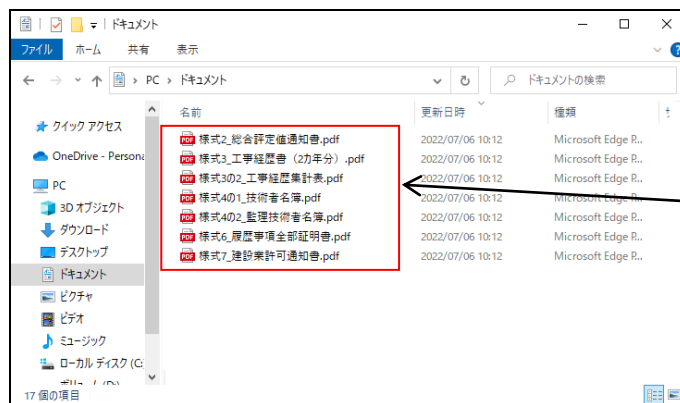 ドキュメント
ファイル ホーム 共有 表示
PC ドキュメント ドキュメントの検索
名前 更新日時 種類
クイック アクセス
OneDrive - Persona
PC
3D オブジェクト
ダウンロード
デスクトップ
ドキュメント
ピクチャ
ビデオ
ミュージック
ローカル ディスク (C:
様式2_総合評定値通知書.pdf 2022/07/06 10:12 Microsoft Edge P...
様式3_工事経歴書（2カ年分）.pdf 2022/07/06 10:12 Microsoft Edge P...
様式3の2_工事経歴集計表.pdf 2022/07/06 10:12 Microsoft Edge P...
様式4の1_技術者名簿.pdf 2022/07/06 10:12 Microsoft Edge P...
様式4の2_監理技術者名簿.pdf 2022/07/06 10:12 Microsoft Edge P...
様式6_履歴事項全部証明書.pdf 2022/07/06 10:12 Microsoft Edge P...
様式7_建設業許可通知書.pdf 2022/07/06 10:12 Microsoft Edge P...
17 個の項目